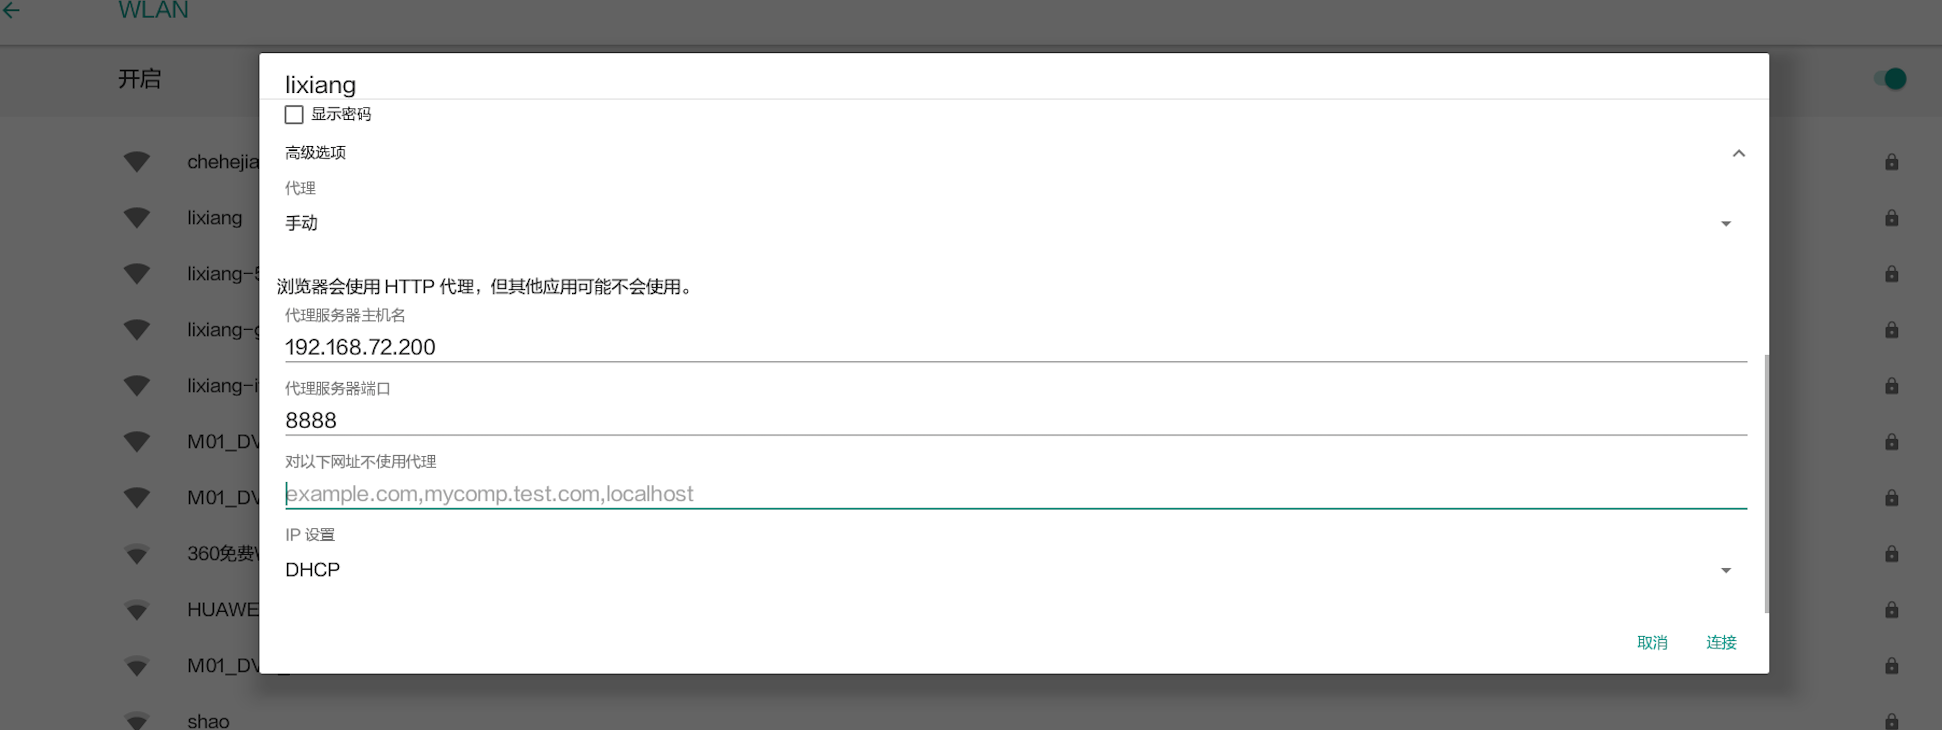 WLAN
开启
lixiang
显示密码
高级选项
代理
手动
浏览器会使用 HTTP 代理，但其他应用可能不会使用。
代理服务器主机名
192.168.72.200
代理服务器端口
8888
对以下网址不使用代理
example.com,mycomp.test.com,localhost
IP 设置
DHCP
取消 连接
chehejia
lixiang
lixiang-5
lixiang-g
lixiang-i
M01_DV
M01_DV
360免费
HUAWE
M01_DV
shao